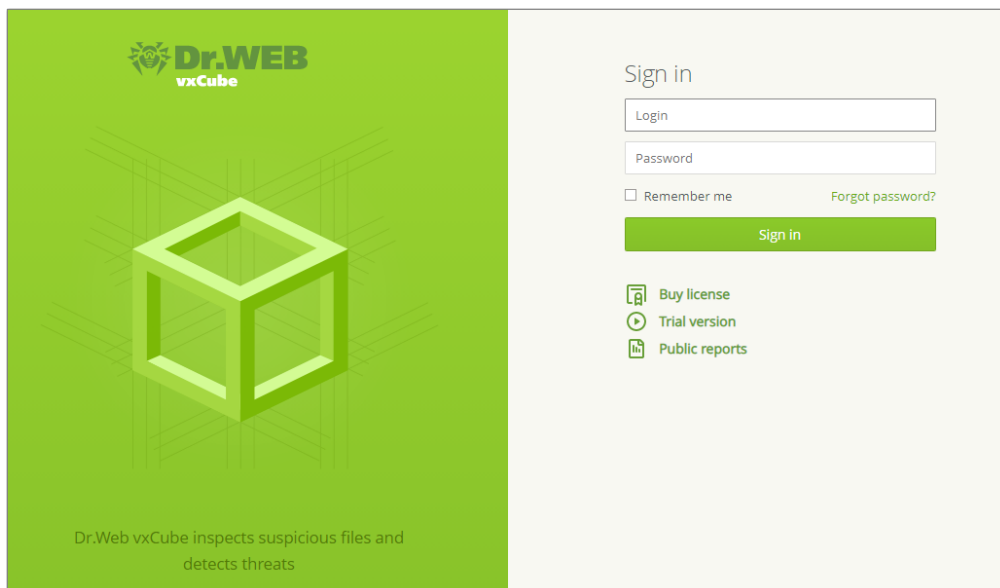 Dr.WEB
vxCube
Dr.Web vxCube inspects suspicious files and
detects threats
Sign in
Login
Password
Remember me
Forgot password?
Sign in
Buy license
Trial version
Public reports